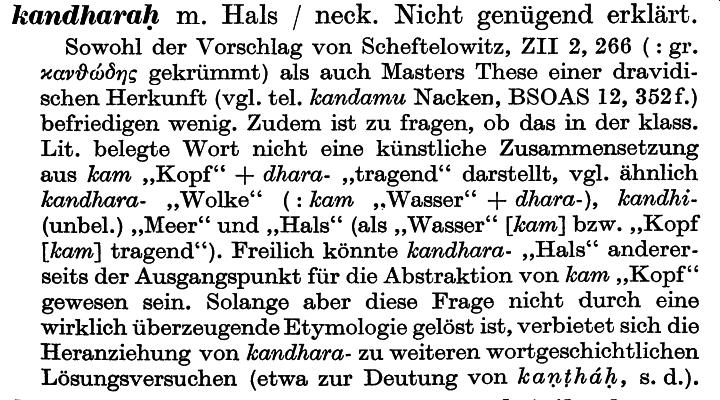 kandharaḥ m. Hals / neck. Nicht genügend erklärt.
Sowohl der Vorschlag von Scheftelowitz, ZII 2, 266 (: gr.
κανθώδης gekrümmt) als auch Masters These einer dravidi-
schen Herkunft (vgl. tel. kandamu Nacken, BSOAS 12, 352f.)
befriedigen wenig. Zudem ist zu fragen, ob das in der klass.
Lit. belegte Wort nicht eine künstliche Zusammensetzung
aus kam „Kopf“ + dhara- „tragend“ darstellt, vgl. ähnlich
kandhara- „Wolke“ (: kam „Wasser“ + dhara-), kandhi-
(unbel.) „Meer“ und „Hals“ (als „Wasser“ [kam] bzw. „Kopf
[kam] tragend“). Freilich könnte kandhara- „Hals“ anderer-
seits der Ausgangspunkt für die Abstraktion von kam „Kopf“
gewesen sein. Solange aber diese Frage nicht durch eine
wirklich überzeugende Etymologie gelöst ist, verbietet sich die
Heranziehung von kandhara- zu weiteren wortgeschichtlichen
Lösungsversuchen (etwa zur Deutung von kaṇṭháḥ, s. d.).